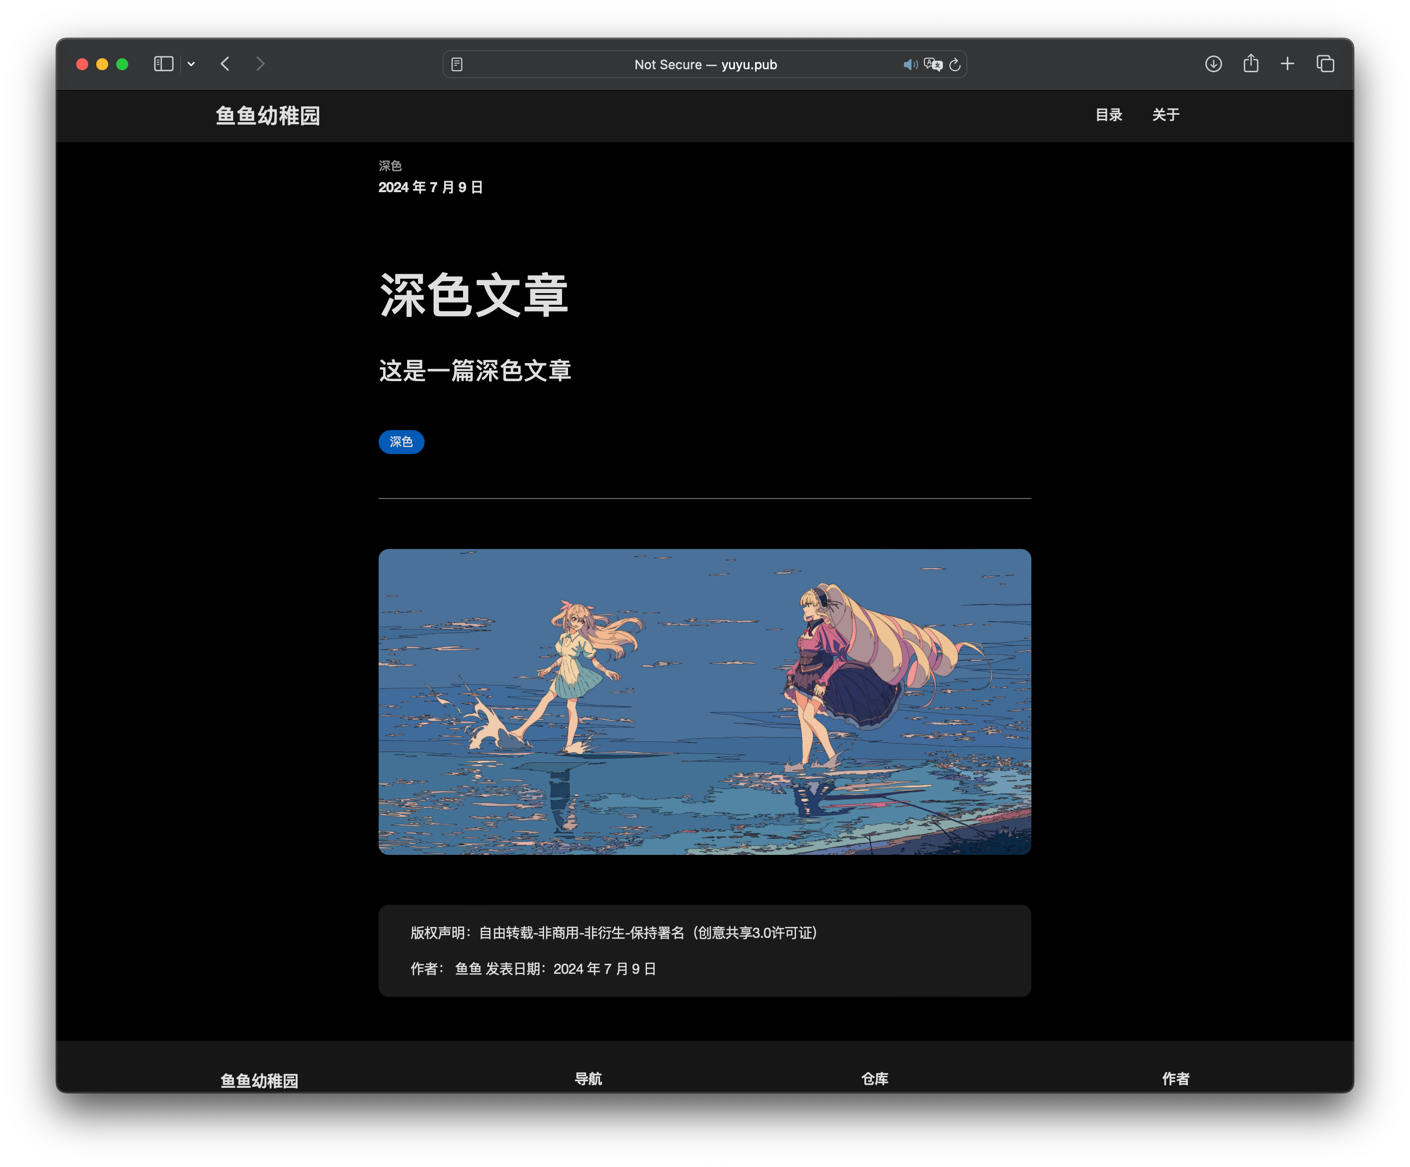 Not Secure — yuyu.pub
鱼鱼幼稚园
目录
关于
深色
2024 年 7 月 9 日
深色文章
这是一篇深色文章
深色
版权声明：自由转载-非商用-非衍生-保持署名（创意共享3.0许可证）
作者： 鱼鱼 发表日期：2024 年 7 月 9 日
鱼鱼幼稚园
导航
仓库
作者